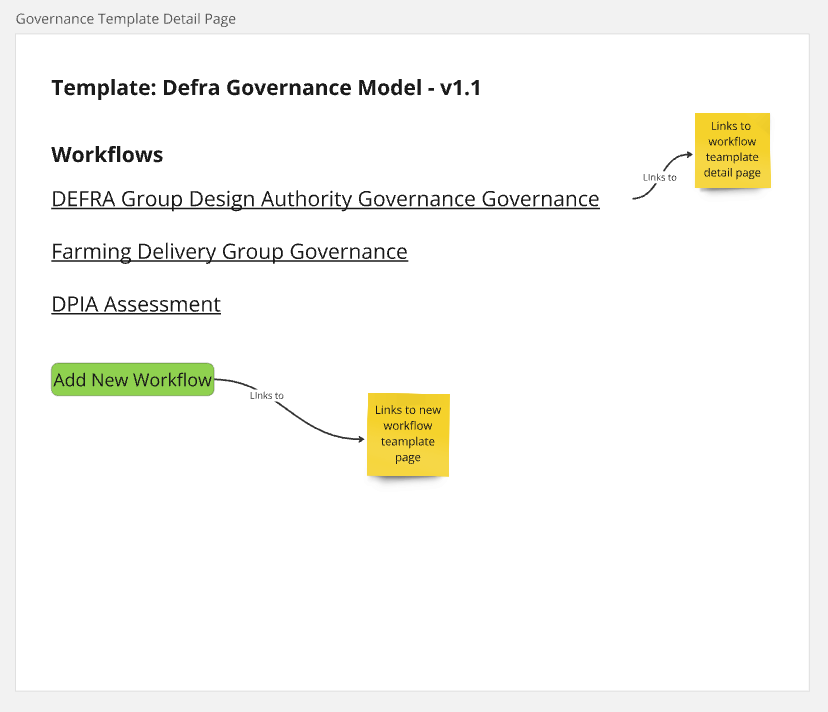 Governance Template Detail Page
Template: Defra Governance Model - v1.1
Workflows
DEFRA Group Design Authority Governance Governance
LInks to
Links to
workflow
teamplate
detail page
Farming Delivery Group Governance
DPIA Assessment
Add New Workflow
LInks to
Links to new
workflow
teamplate
page